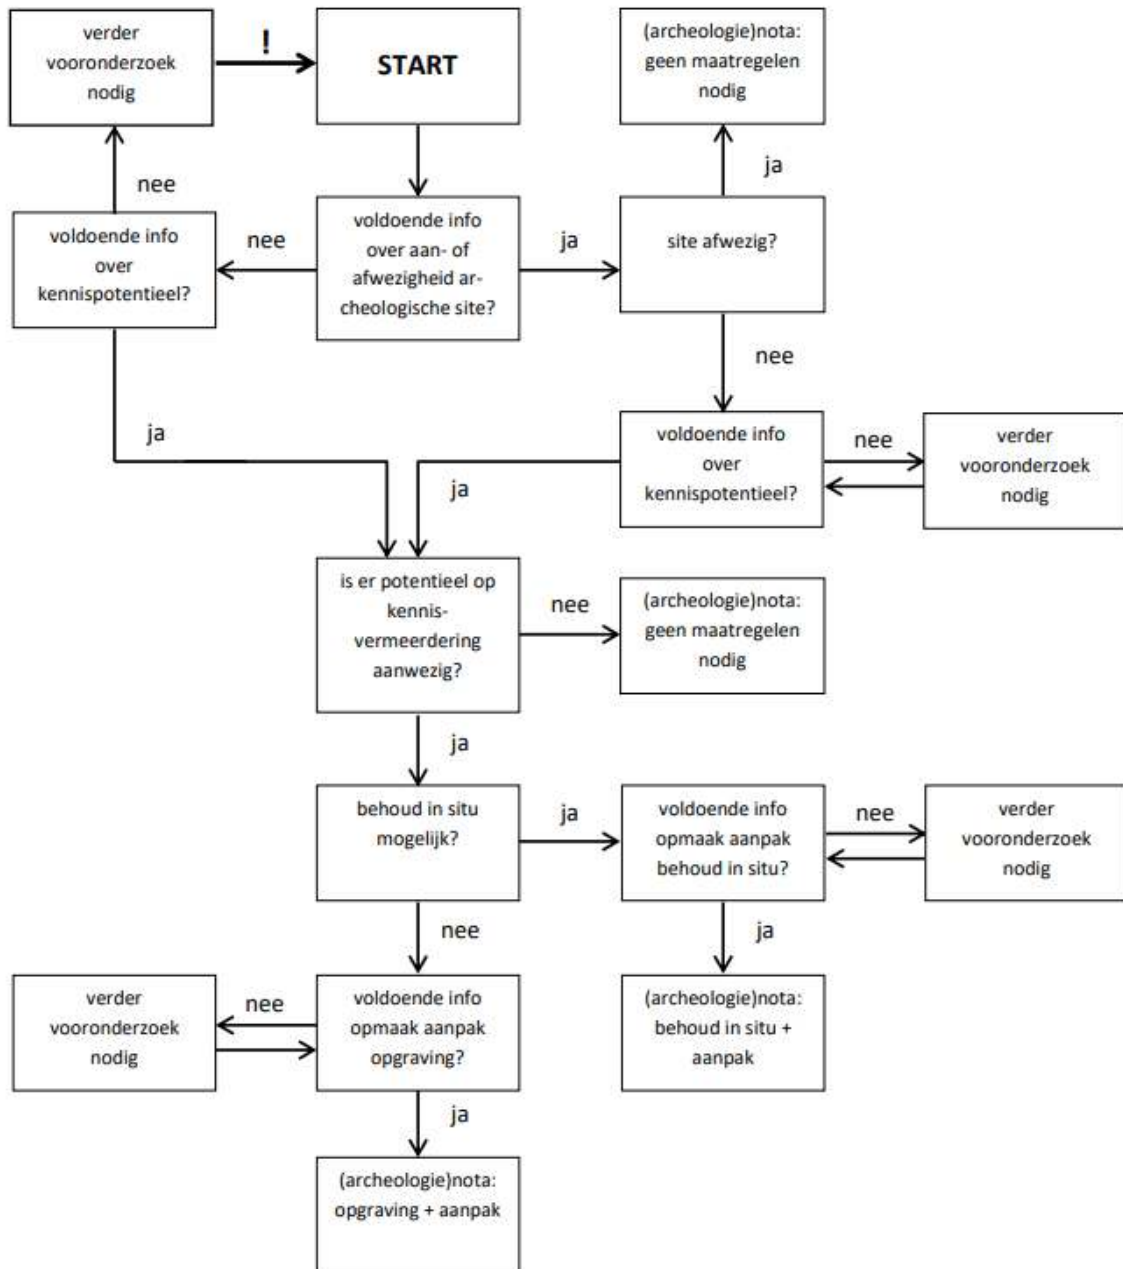 verder
vooronderzoek
nodig
!
START
(archeologie)nota:
geen maatregelen
nodig
nee
ja
voldoende info
over
kennispotentieel?
nee
voldoende info
over aan- of
afwezigheid ar-
cheologische site?
ja
site afwezig?
nee
ja
voldoende info
over
kennispotentieel?
nee
verder
vooronderzoek
nodig
ja
is er potentieel op
kennis-
vermeerdering
aanwezig?
nee
(archeologie)nota:
geen maatregelen
nodig
ja
behoud in situ
mogelijk?
ja
voldoende info
opmaak aanpak
behoud in situ?
nee
verder
vooronderzoek
nodig
nee
ja
verder
vooronderzoek
nodig
nee
voldoende info
opmaak aanpak
opgraving?
(archeologie)nota:
behoud in situ +
aanpak
ja
(archeologie)nota:
opgraving + aanpak